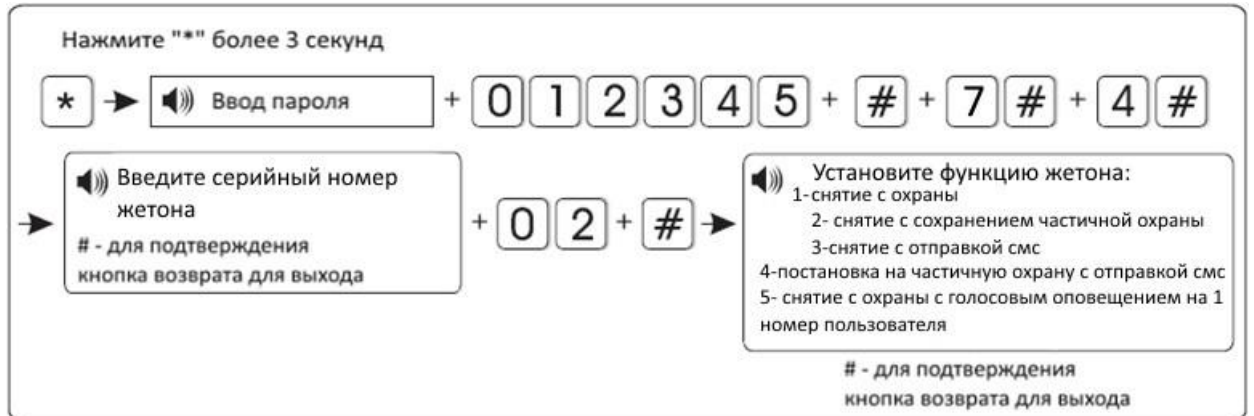 Нажмите "*" более 3 секунд
* Ввод пароля + 0 1 2 3 4 5 + # + 7 # + 4 #
Введите серийный номер
жетона
# - для подтверждения
кнопка возврата для выхода
+ 0 2 + #
Установите функцию жетона:
1-снятие с охраны
2- снятие с сохранением частичной охраны
3-снятие с отправкой смс
4-постановка на частичную охрану с отправкой смс
5- снятие с охраны с голосовым оповещением на 1
номер пользователя
# - для подтверждения
кнопка возврата для выхода